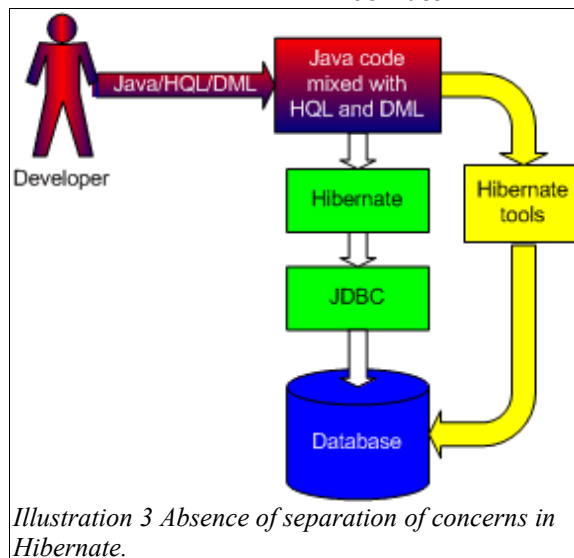 Java/HQL/DML
Java code
mixed with
HQL and DML
Developer
Hibernate
Hibernate
tools
JDBC
Database
Illustration 3 Absence of separation of concerns in
Hibernate.